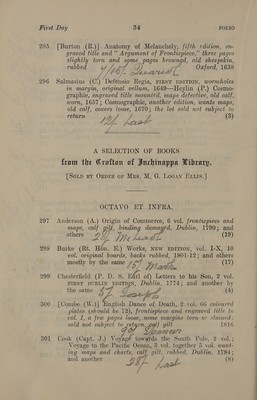 First Day 34 FOLIO
295 [Burton (R.)] Anatomy of Melancholy, fifth edition, en-
graved title and "Argument of Frontispiece," three pages
slightly torn and some pages browned, old sheepskin,
rubbed Oxford, 1638
296 Salmasius (C.) Defensio Regia, FIRST EDITION, wormholes
in margin, original vellum, 1649—Heylin (P.) Cosmo-
graphie, engraved title mounted, maps defective, old calf,
worn, 1657; Cosmographie, another edition, wants maps,
old calf, covers loose, 1670; the lot sold not subject to
return (3)
A SELECTION OF BOOKS
from the Crofton of Inchinappa Library.
[SOLD BY ORDER OF MRS. M. G. LOGAN ELLIS.]
OCTAVO ET INFRA.
297 Anderson (A.) Origin of Commerce, 6 vol. frontispiece and
maps, calf gilt, binding damaged, Dublin, 1790; and
others (19)
298 Burke (Rt. Hon. E.) Works, NEW EDITION, vol. I-X, 10
vol. original boards, backs rubbed, 1801-12; and others
mostly by the same (17)
299 Chesterfield (P. D. S. Earl of) Letters to his Son, 2 vol.
FIRST DUBLIN EDITION, Dublin, 1774; and another by
the same Joseph (4)
300 [Combe (W.)] English Dance of Death, 2 vol. 66 coloured
plates (should be 72), frontispiece and engraved title to
vol. I, a few pages loose, some margins torn or stained;
sold not subject to return, calf gilt 1816
301 Cook (Capt. J.) Voyage towards the South Pole, 2 vol.;
Voyage to the Pacific Ocean, 3 vol. together 5 vol. want-
ing maps and charts, calf gilt, rubbed, Dublin, 1784;
and another (8)